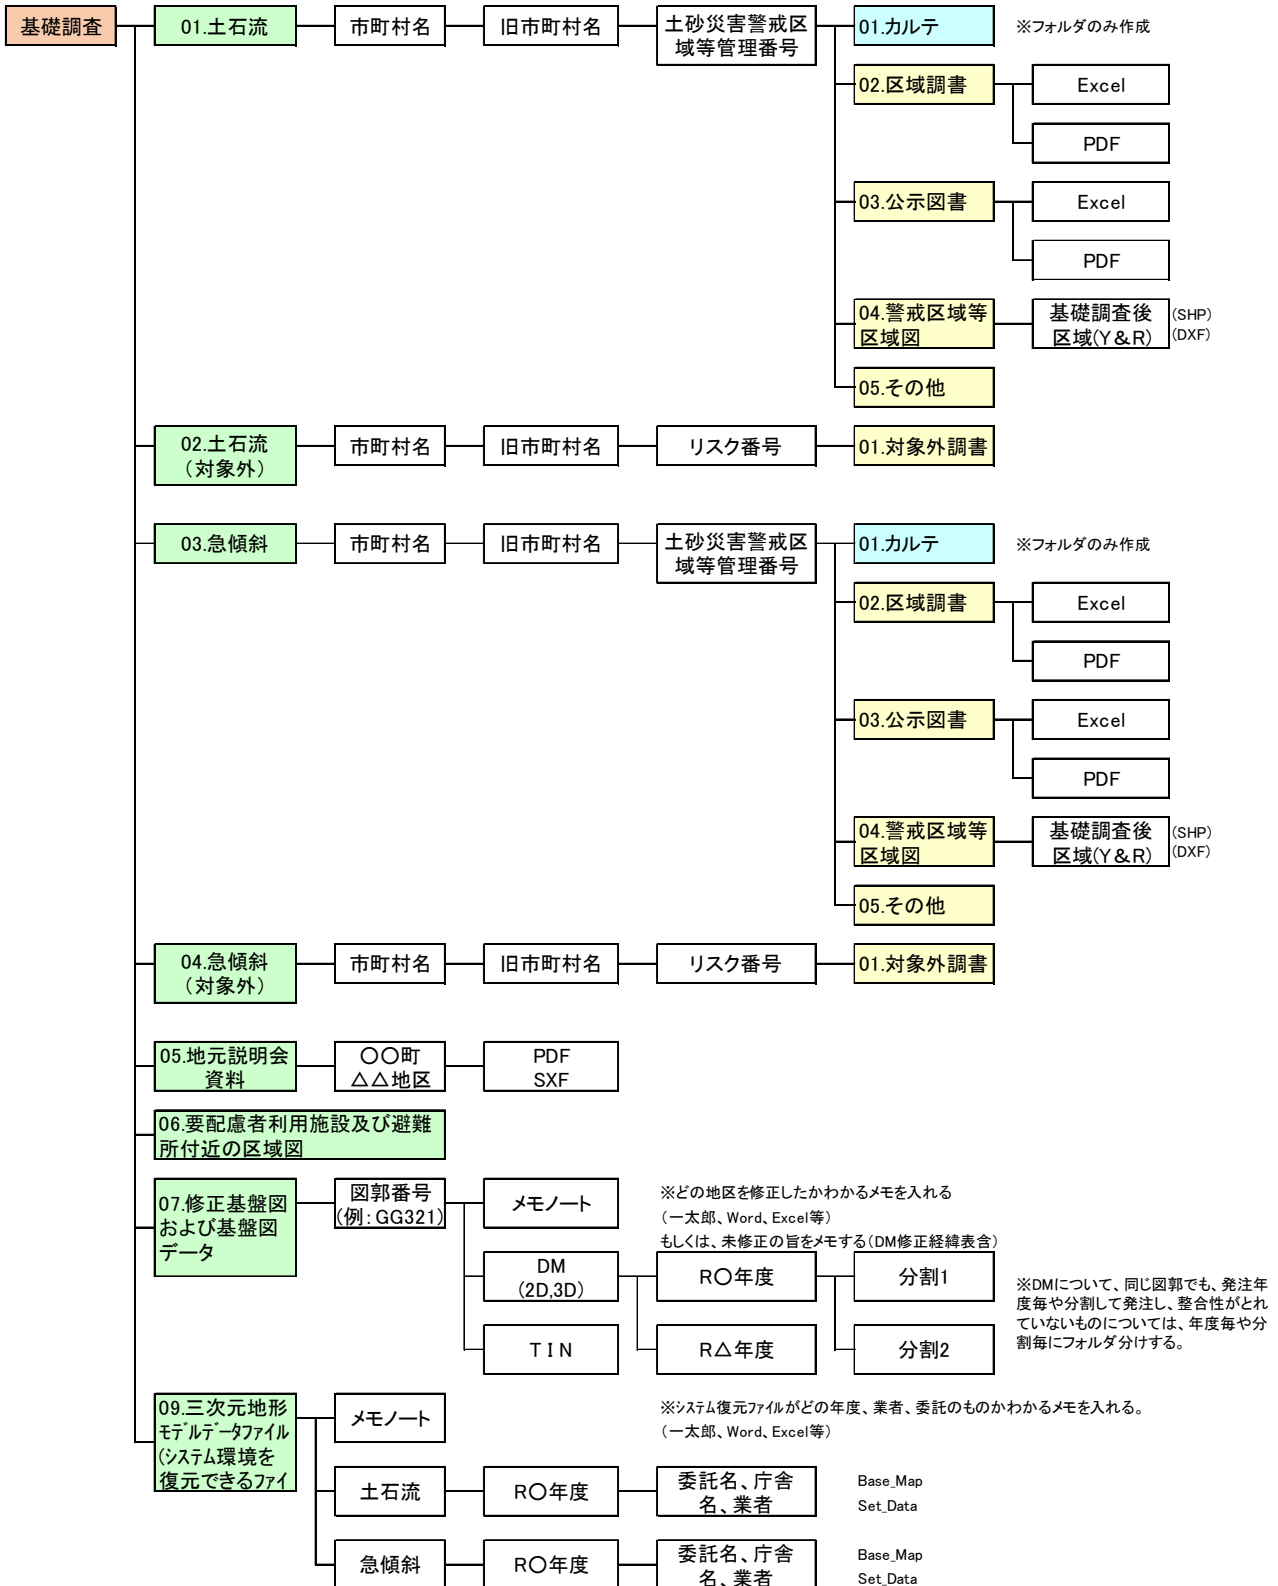 基礎調査
01.土石流
市町村名
旧市町村名
土砂災害警戒区
域等管理番号
01.カルテ
※フォルダのみ作成
02.区域調書
Excel
PDF
03.公示図書
Excel
PDF
04.警戒区域等
区域図
基礎調査後
区域(Y&R)
(SHP)
(DXF)
05.その他
02.土石流
（対象外）
市町村名
旧市町村名
リスク番号
01.対象外調書
03.急傾斜
市町村名
旧市町村名
土砂災害警戒区
域等管理番号
01.カルテ
※フォルダのみ作成
02.区域調書
Excel
PDF
03.公示図書
Excel
PDF
04.警戒区域等
区域図
基礎調査後
区域(Y&R)
(SHP)
(DXF)
05.その他
04.急傾斜
（対象外）
市町村名
旧市町村名
リスク番号
01.対象外調書
05.地元説明会
資料
〇〇町
△△地区
PDF
SXF
06.要配慮者利用施設及び避難
所付近の区域図
07.修正基盤図
および基盤図
データ
図郭番号
(例：GG321)
メモノート
※どの地区を修正したかわかるメモを入れる
（一太郎、Word、Excel等）
もしくは、未修正の旨をメモする（DM修正経緯表含）
DM
(2D,3D)
R〇年度
分割1
※DMについて、同じ図郭でも、発注年
度毎や分割して発注し、整合性がとれ
ていないものについては、年度毎や分
割毎にフォルダ分けする。
ＴＩＮ
R△年度
分割2
09.三次元地形
ﾓﾃﾞﾙﾃﾞｰﾀファイル
(システム環境を
復元できるファイ
メモノート
※システム復元ファイルがどの年度、業者、委託のものかわかるメモを入れる。
（一太郎、Word、Excel等）
土石流
R〇年度
委託名、庁舎
名、業者
Base_Map
Set_Data
急傾斜
R〇年度
委託名、庁舎
名、業者
Base_Map
Set_Data